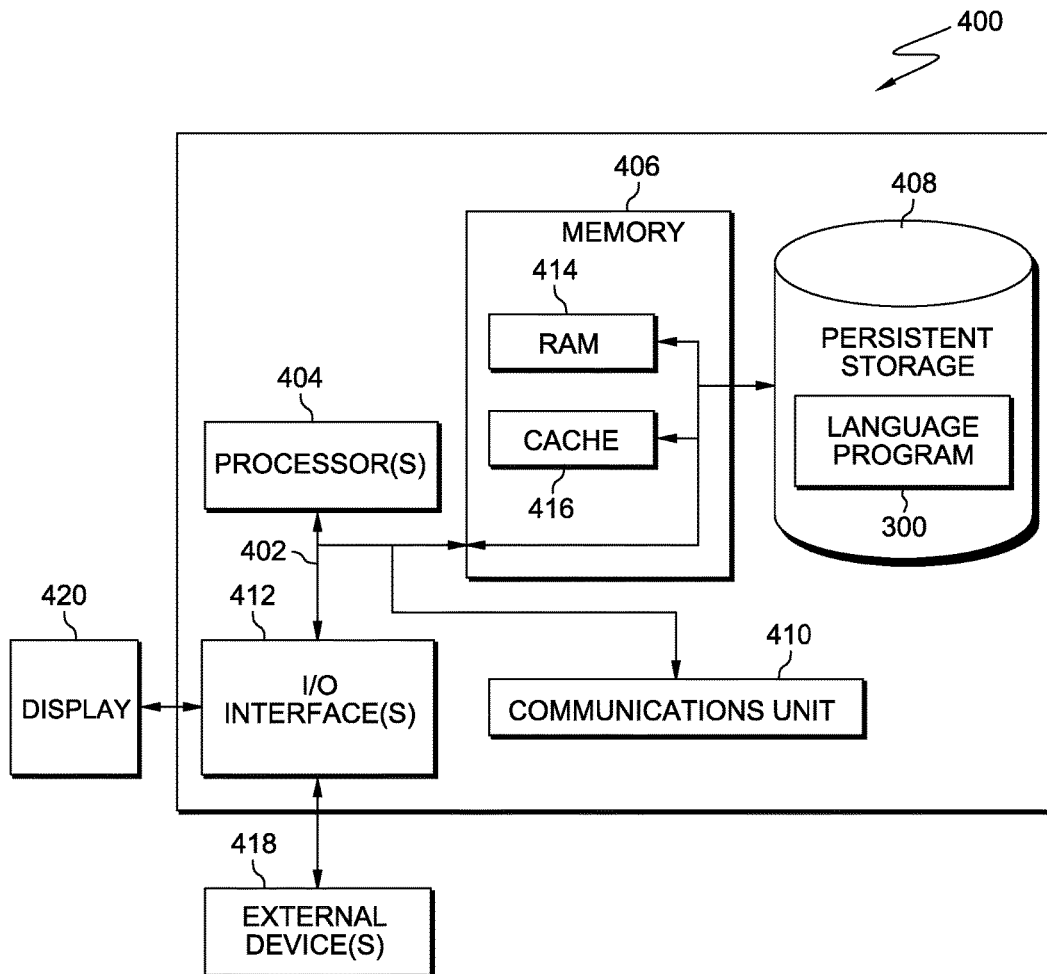 400
406
408
MEMORY
414
RAM
PERSISTENT
STORAGE
404
PROCESSOR(S)
CACHE
416
LANGUAGE
PROGRAM
300
402
420
412
410
DISPLAY
I/O
INTERFACE(S)
COMMUNICATIONS UNIT
418
EXTERNAL
DEVICE(S)